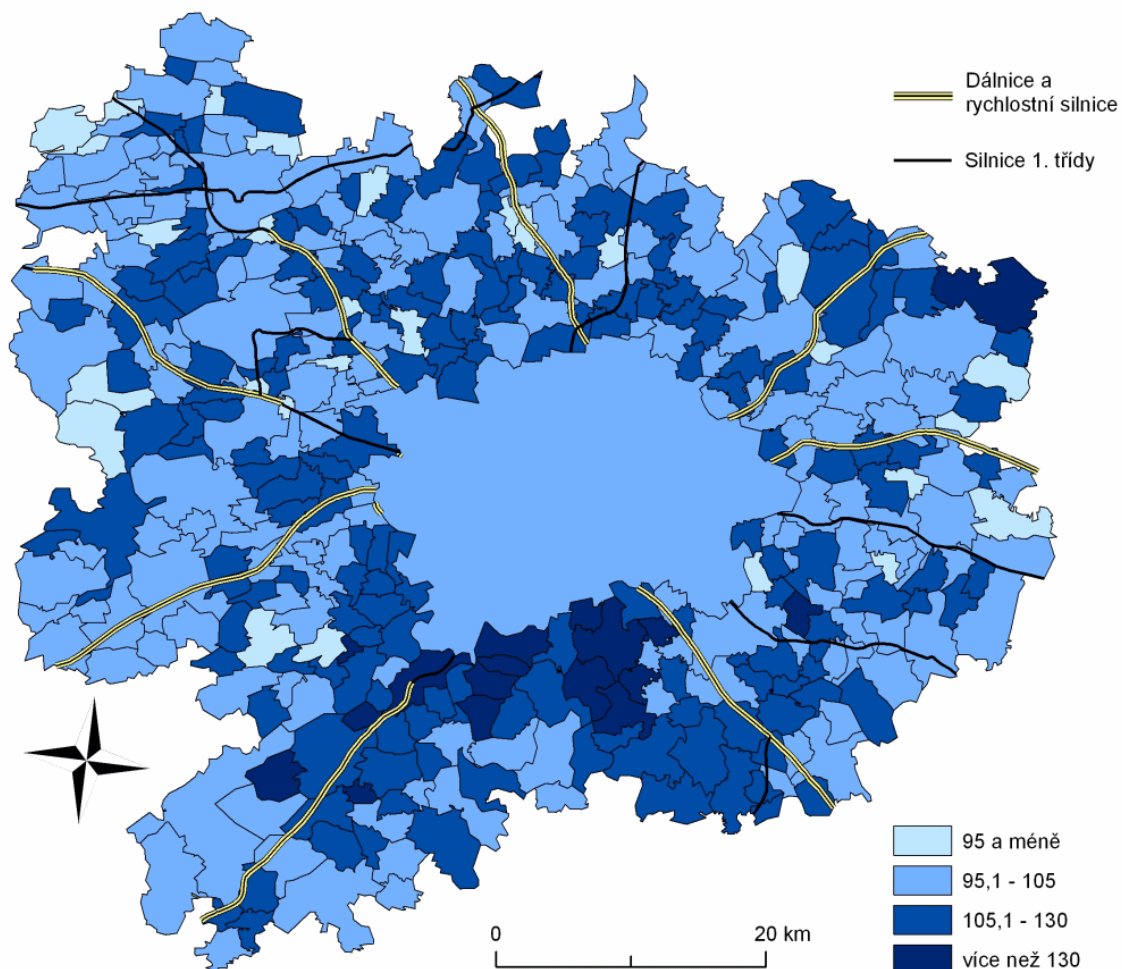 Dálnice a
rychlostní silnice
Silnice 1. třídy
95 a méně
95,1 - 105
105,1 - 130
více než 130
0
20 km